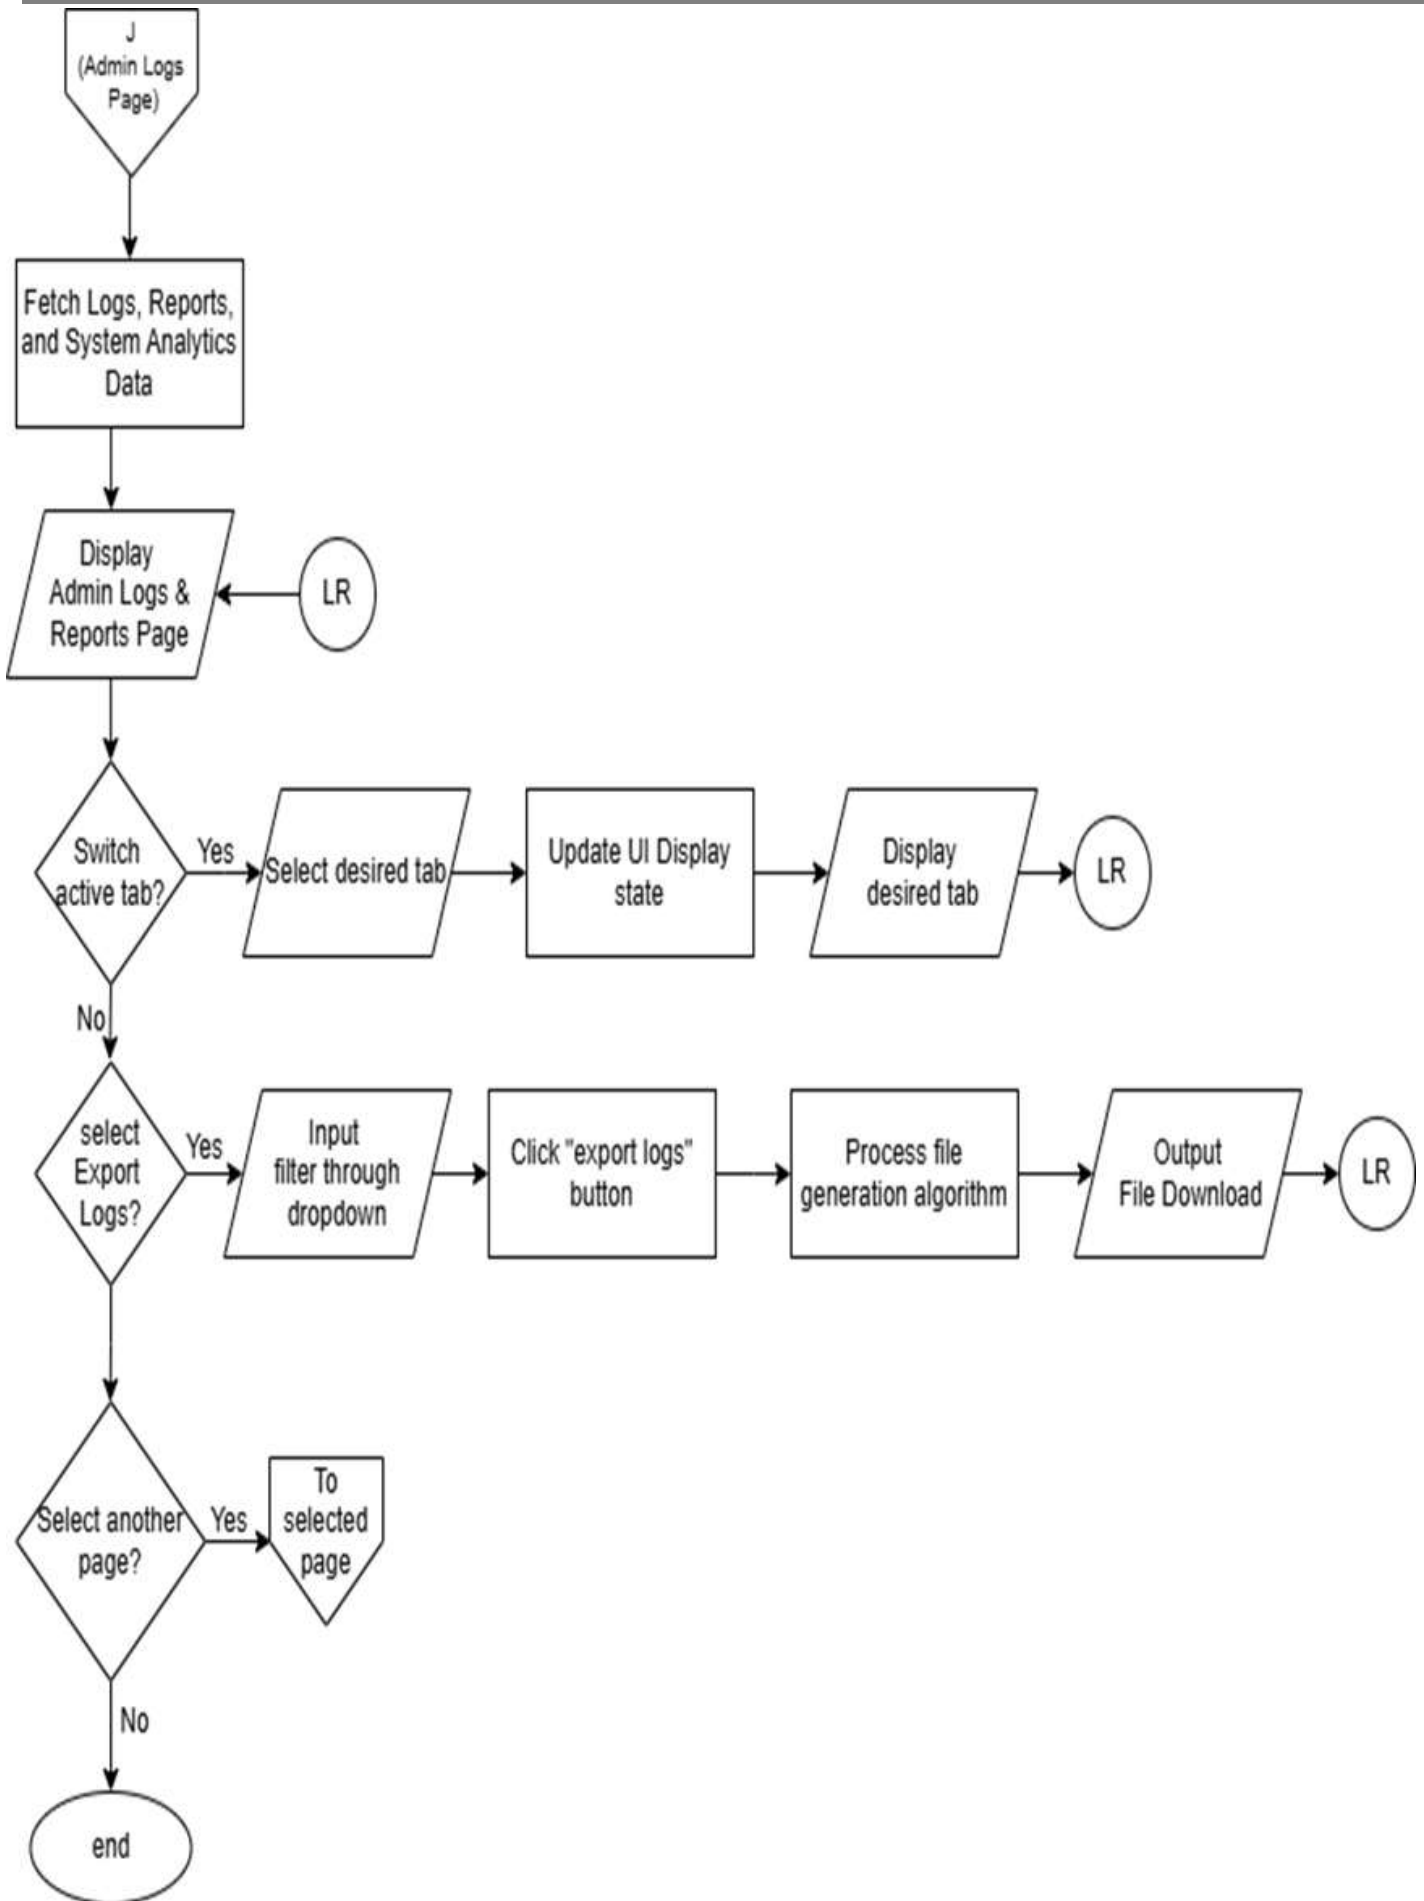 J
(Admin Logs
Page)
Fetch Logs, Reports,
and System Analytics
Data
Display
Admin Logs &
Reports Page
LR
Switch
active tab?
Yes
Select desired tab
Update UI Display
state
Display
desired tab
LR
No
select
Export
Logs?
Yes
Input
filter through
dropdown
Click "export logs"
button
Process file
generation algorithm
Output
File Download
LR
Select another
page?
Yes
To
selected
page
No
end